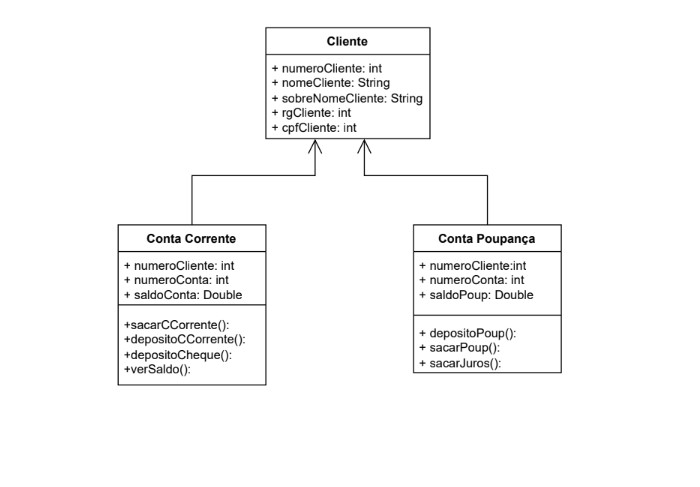 Cliente
+ numeroCliente: int
+ nomeCliente: String
+ sobreNomeCliente: String
+ rgCliente: int
+ cpfCliente: int
Conta Corrente
+ numeroCliente: int
+ numeroConta: int
+ saldoConta: Double
+sacarCCorrente():
+depositoCCorrente():
+depositoCheque():
+verSaldo():
Conta Poupança
+ numeroCliente:int
+ numeroConta: int
+ saldoPoup: Double
+ depositoPoup():
+ sacarPoup():
+ sacarJuros():